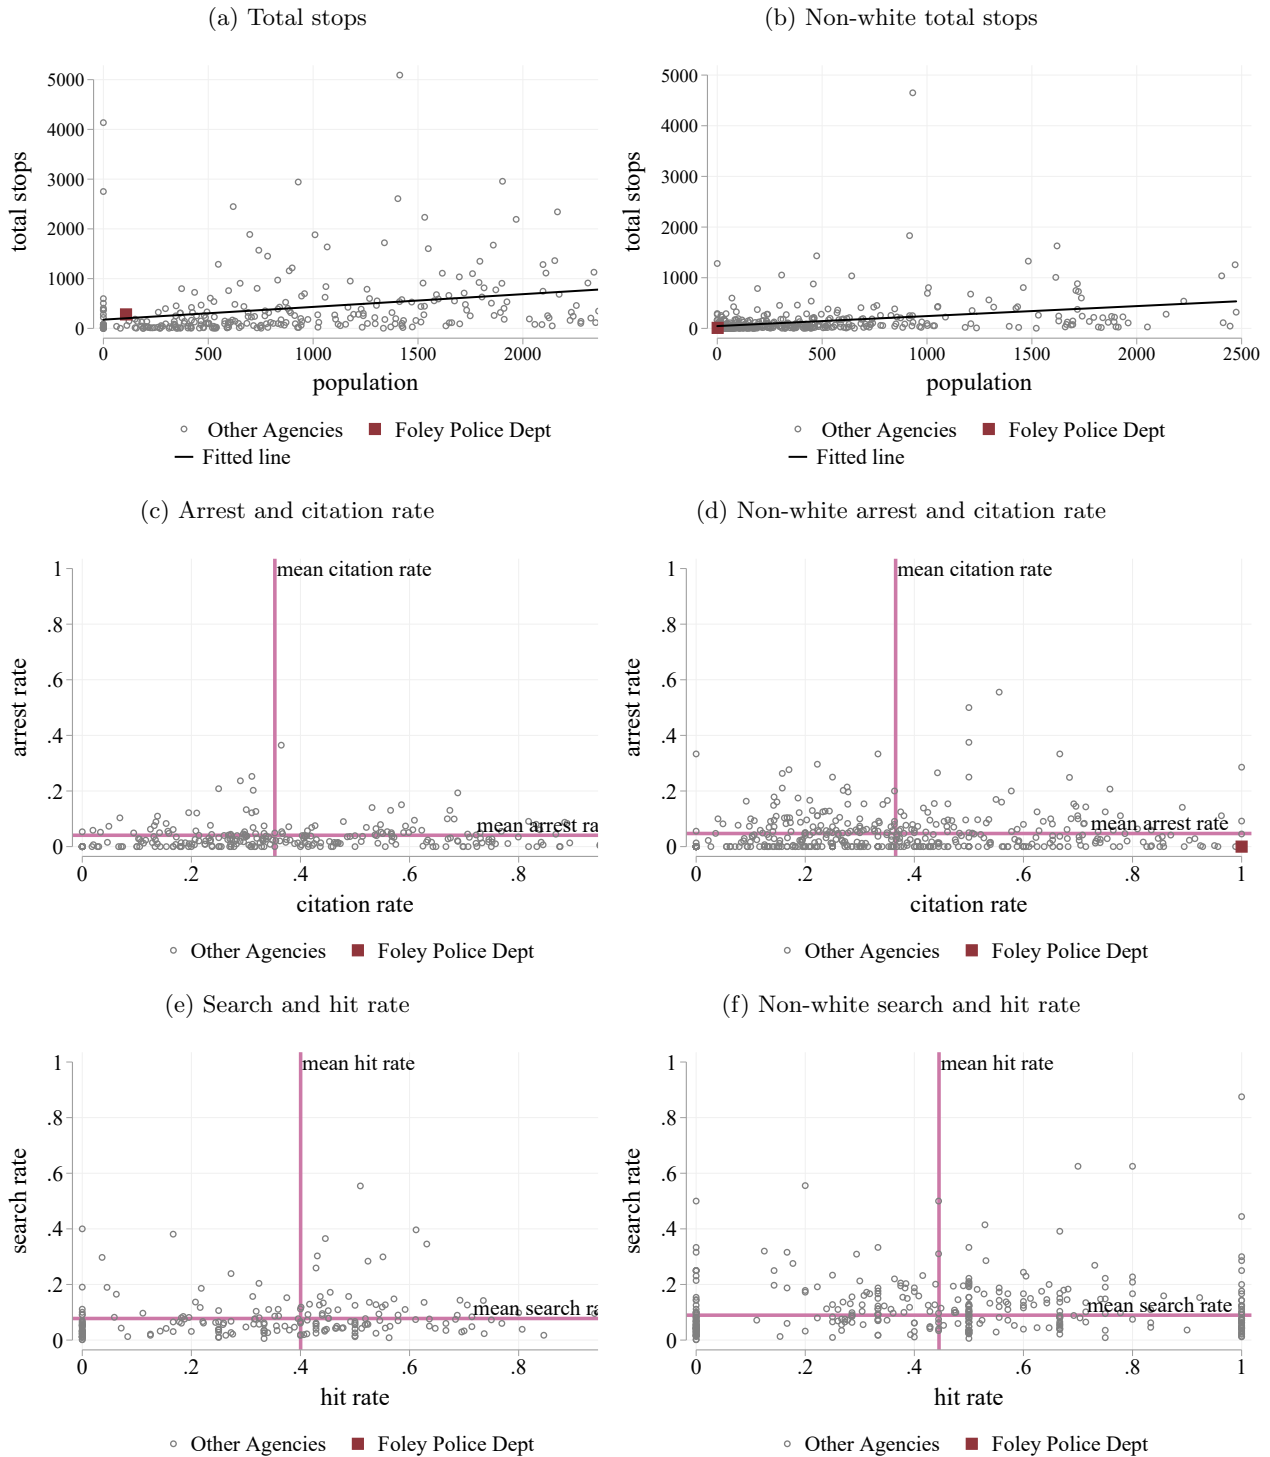 (a) Total stops
total stops
5000
4000
3000
2000
1000
0
0 500 1000 1500 2000
population
Other Agencies Foley Police Dept
Fitted line
(b) Non-white total stops
total stops
5000
4000
3000
2000
1000
0
0 500 1000 1500 2000 2500
population
Other Agencies Foley Police Dept
Fitted line
(c) Arrest and citation rate
arrest rate
1
.8
.6
.4
.2
0
mean citation rate
mean arrest ra
0 .2 .4 .6 .8
citation rate
Other Agencies Foley Police Dept
(d) Non-white arrest and citation rate
arrest rate
1
.8
.6
.4
.2
0
mean citation rate
mean arrest rate
0 .2 .4 .6 .8 1
citation rate
Other Agencies Foley Police Dept
(e) Search and hit rate
search rate
1
.8
.6
.4
.2
0
mean hit rate
mean search ra
0 .2 .4 .6 .8
hit rate
Other Agencies Foley Police Dept
(f) Non-white search and hit rate
search rate
1
.8
.6
.4
.2
0
mean hit rate
mean search rate
0 .2 .4 .6 .8 1
hit rate
Other Agencies Foley Police Dept